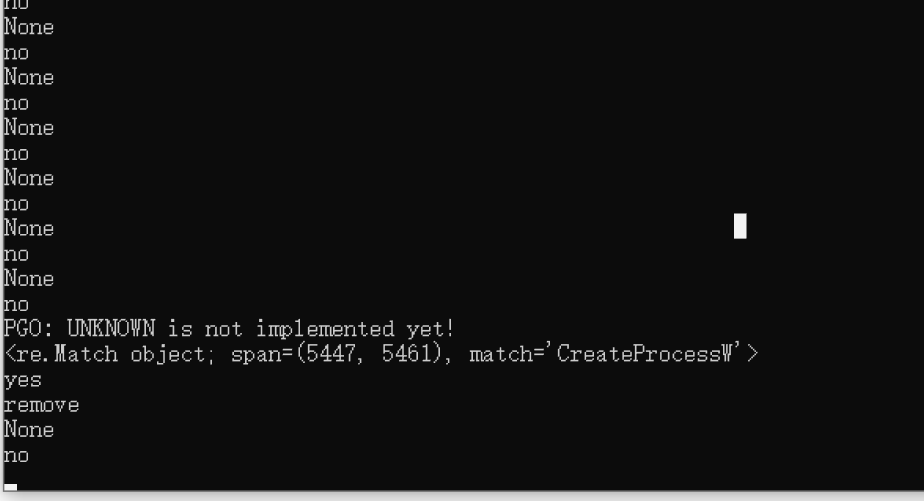 no
None
no
None
no
None
no
None
no
None
no
None
no
PGO: UNKNOWN is not implemented yet!
<re.Match object; span=(5447, 5461), match='CreateProcessW'>
yes
remove
None
no